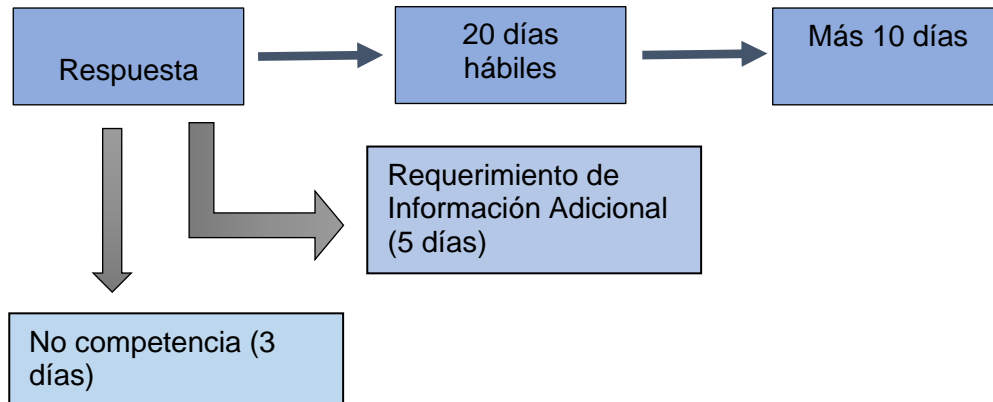 Respuesta
20 días
hábiles
Más 10 días
Requerimiento de
Información Adicional
(5 días)
No competencia (3
días)